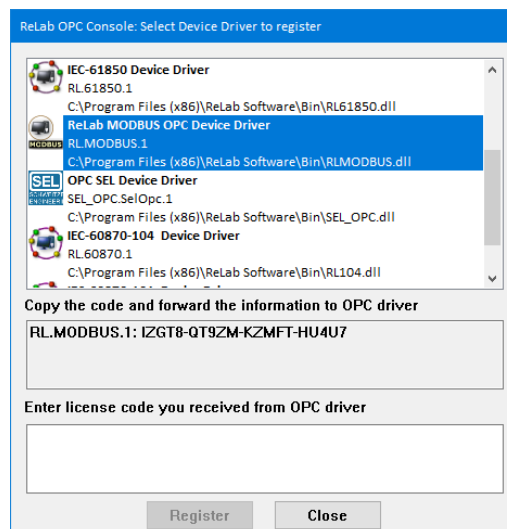 ReLab OPC Console: Select Device Driver to register
IEC-61850 Device Driver
RL.61850.1
C:\Program Files (x86)\ReLab Software\Bin\RL61850.dll
ReLab MODBUS OPC Device Driver
RL.MODBUS.1
C:\Program Files (x86)\ReLab Software\Bin\RLMODBUS.dll
MODBUS
OPC SEL Device Driver
SEL_OPC.SelOpc.1
C:\Program Files (x86)\ReLab Software\Bin\SEL_OPC.dll
SEL
IEC-60870-104  Device Driver
RL.60870.1
C:\Program Files (x86)\ReLab Software\Bin\RL104.dll
Copy the code and forward the information to OPC driver
RL.MODBUS.1: IZGT8-QT9ZM-KZMFT-HU4U7
Enter license code you received from OPC driver
Register
Close